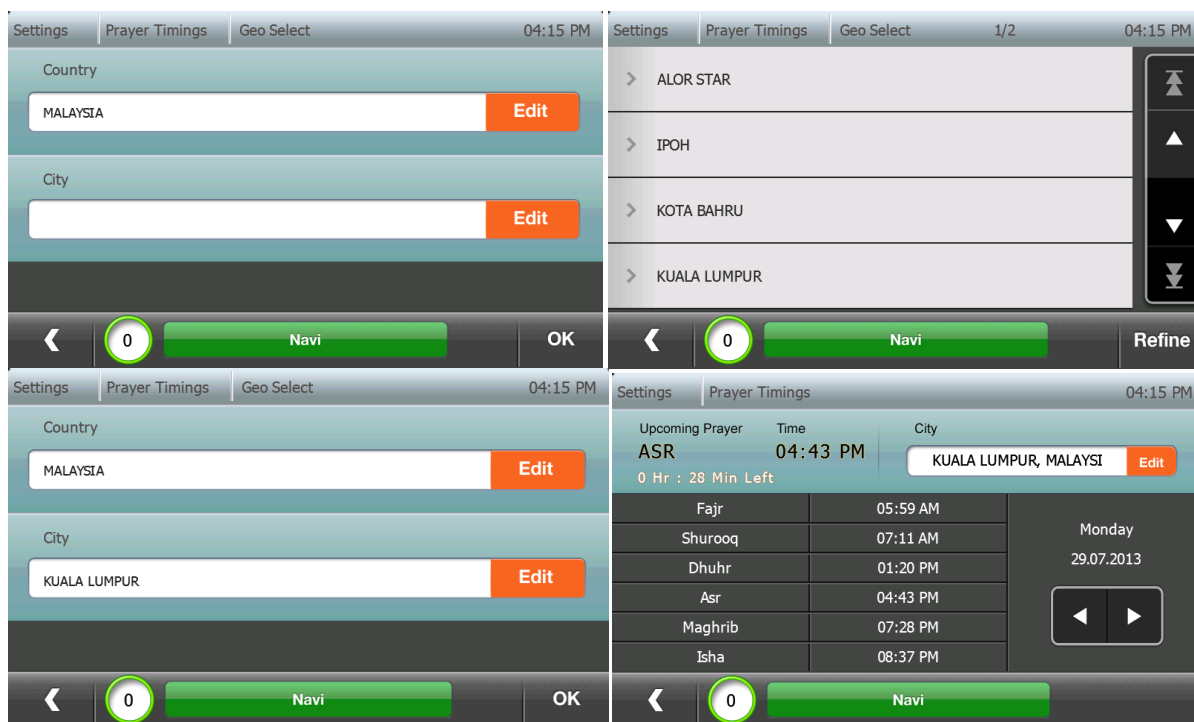 Settings Prayer Timings Geo Select 04:15 PM
Country
MALAYSIA Edit
City
Edit
0 Navi OK
Settings Prayer Timings Geo Select 1/2 04:15 PM
ALOR STAR
IPOH
KOTA BAHRU
KUALA LUMPUR
0 Navi Refine
Settings Prayer Timings Geo Select 04:15 PM
Country
MALAYSIA Edit
City
KUALA LUMPUR Edit
0 Navi OK
Settings Prayer Timings 04:15 PM
Upcoming Prayer Time City
ASR 04:43 PM KUALA LUMPUR, MALAYSI Edit
0 Hr : 28 Min Left
Fajr 05:59 AM
Shurooq 07:11 AM
Dhuhr 01:20 PM
Asr 04:43 PM
Maghrib 07:28 PM
Isha 08:37 PM
Monday
29.07.2013
0 Navi